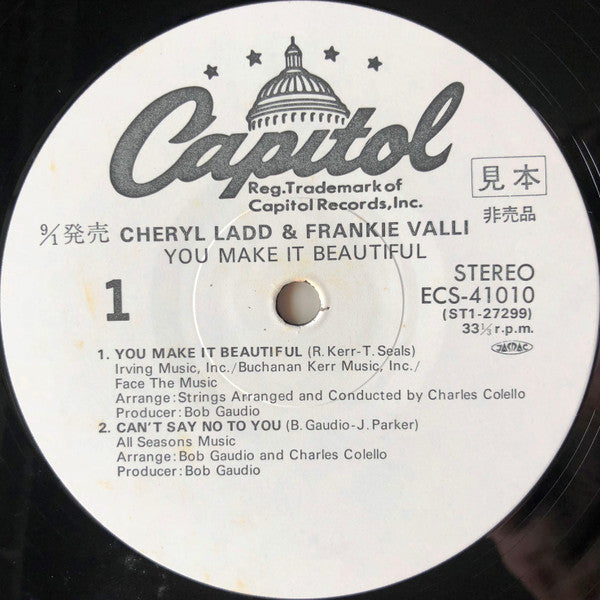 Capitol
Reg.Trademark of
Capitol Records, Inc.
見本
非売品
9/1発売 CHERYL LADD & FRANKIE VALLI
YOU MAKE IT BEAUTIFUL
1
STEREO
ECS-41010
(ST1-27299)
33⅓ r.p.m.
JASRAC
1. YOU MAKE IT BEAUTIFUL (R. Kerr-T. Seals)
Irving Music, Inc./Buchanan Kerr Music, Inc./
Face The Music
Arrange:Strings Arranged and Conducted by Charles Colello
Producer: Bob Gaudio
2. CAN'T SAY NO TO YOU (B. Gaudio-J. Parker)
All Seasons Music
Arrange:Bob Gaudio and Charles Colello
Producer:Bob Gaudio